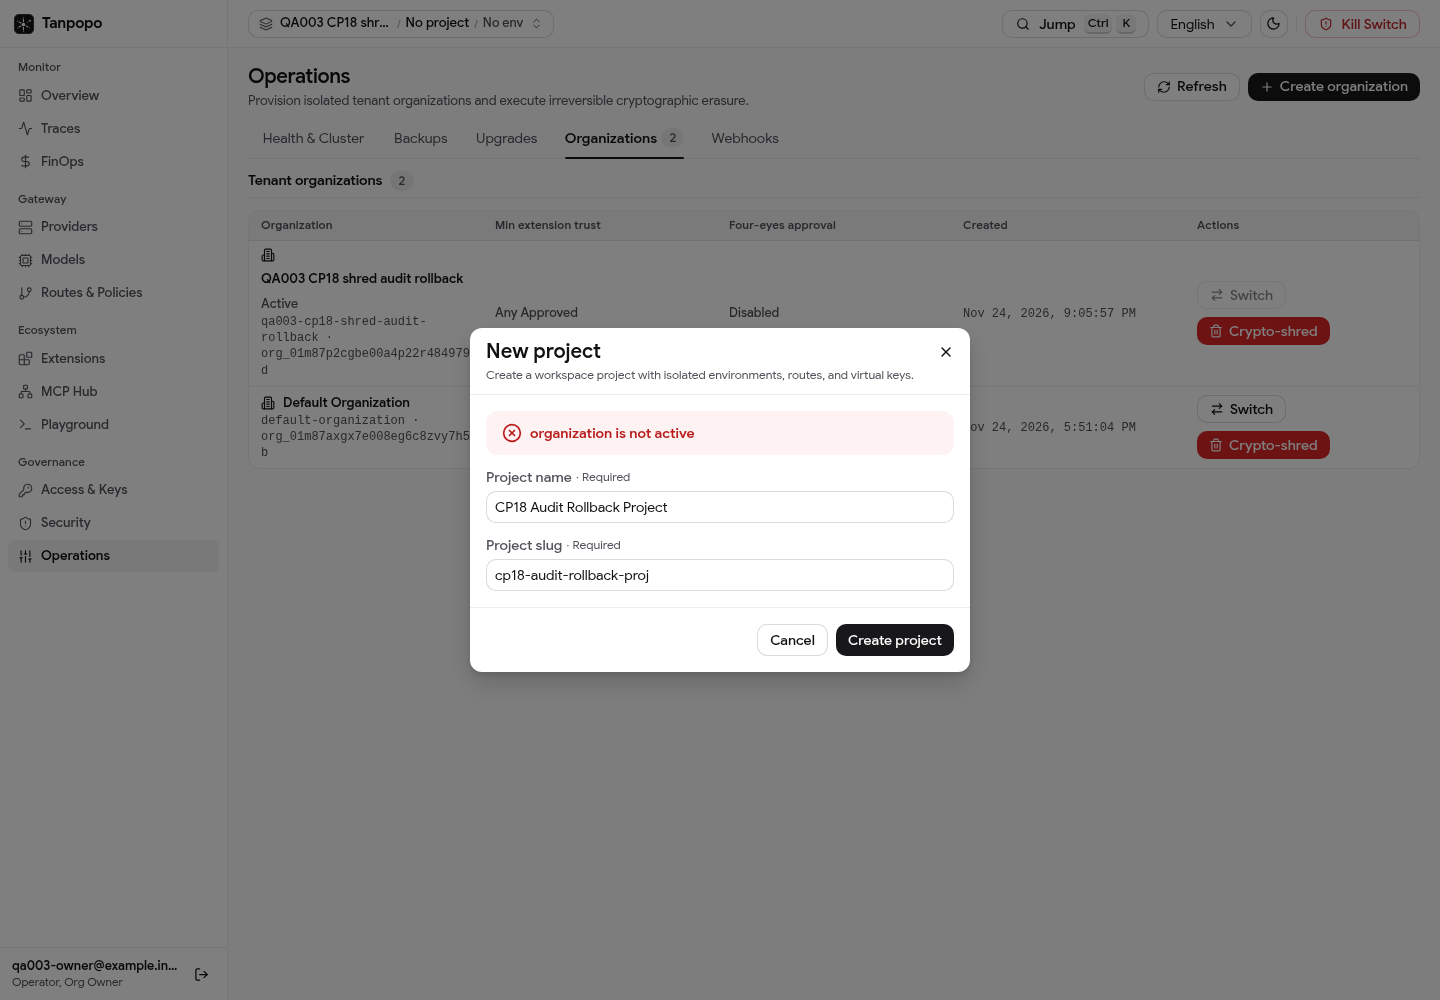 Tanpopo
QA003 CP18 shr... / No project / No env
Jump Ctrl K
English
Kill Switch
Monitor
Overview
Traces
FinOps
Gateway
Providers
Models
Routes & Policies
Ecosystem
Extensions
MCP Hub
Playground
Governance
Access & Keys
Security
Operations
qa003-owner@example.in...
Operator, Org Owner
Operations
Provision isolated tenant organizations and execute irreversible cryptographic erasure.
Refresh
Create organization
Health & Cluster Backups Upgrades Organizations 2 Webhooks
Tenant organizations 2
Organization Min extension trust Four-eyes approval Created Actions
QA003 CP18 shred audit rollback
Active
qa003-cp18-shred-audit-
rollback ·
org_01m87p2cgbe00a4p22r484979
d
Any Approved
Disabled
Nov 24, 2026, 9:05:57 PM
Switch
Crypto-shred
Default Organization
default-organization ·
org_01m87axgx7e008eg6c8zvy7h5
b
ov 24, 2026, 5:51:04 PM
Switch
Crypto-shred
New project
Create a workspace project with isolated environments, routes, and virtual keys.
organization is not active
Project name · Required
CP18 Audit Rollback Project
Project slug · Required
cp18-audit-rollback-proj
Cancel
Create project